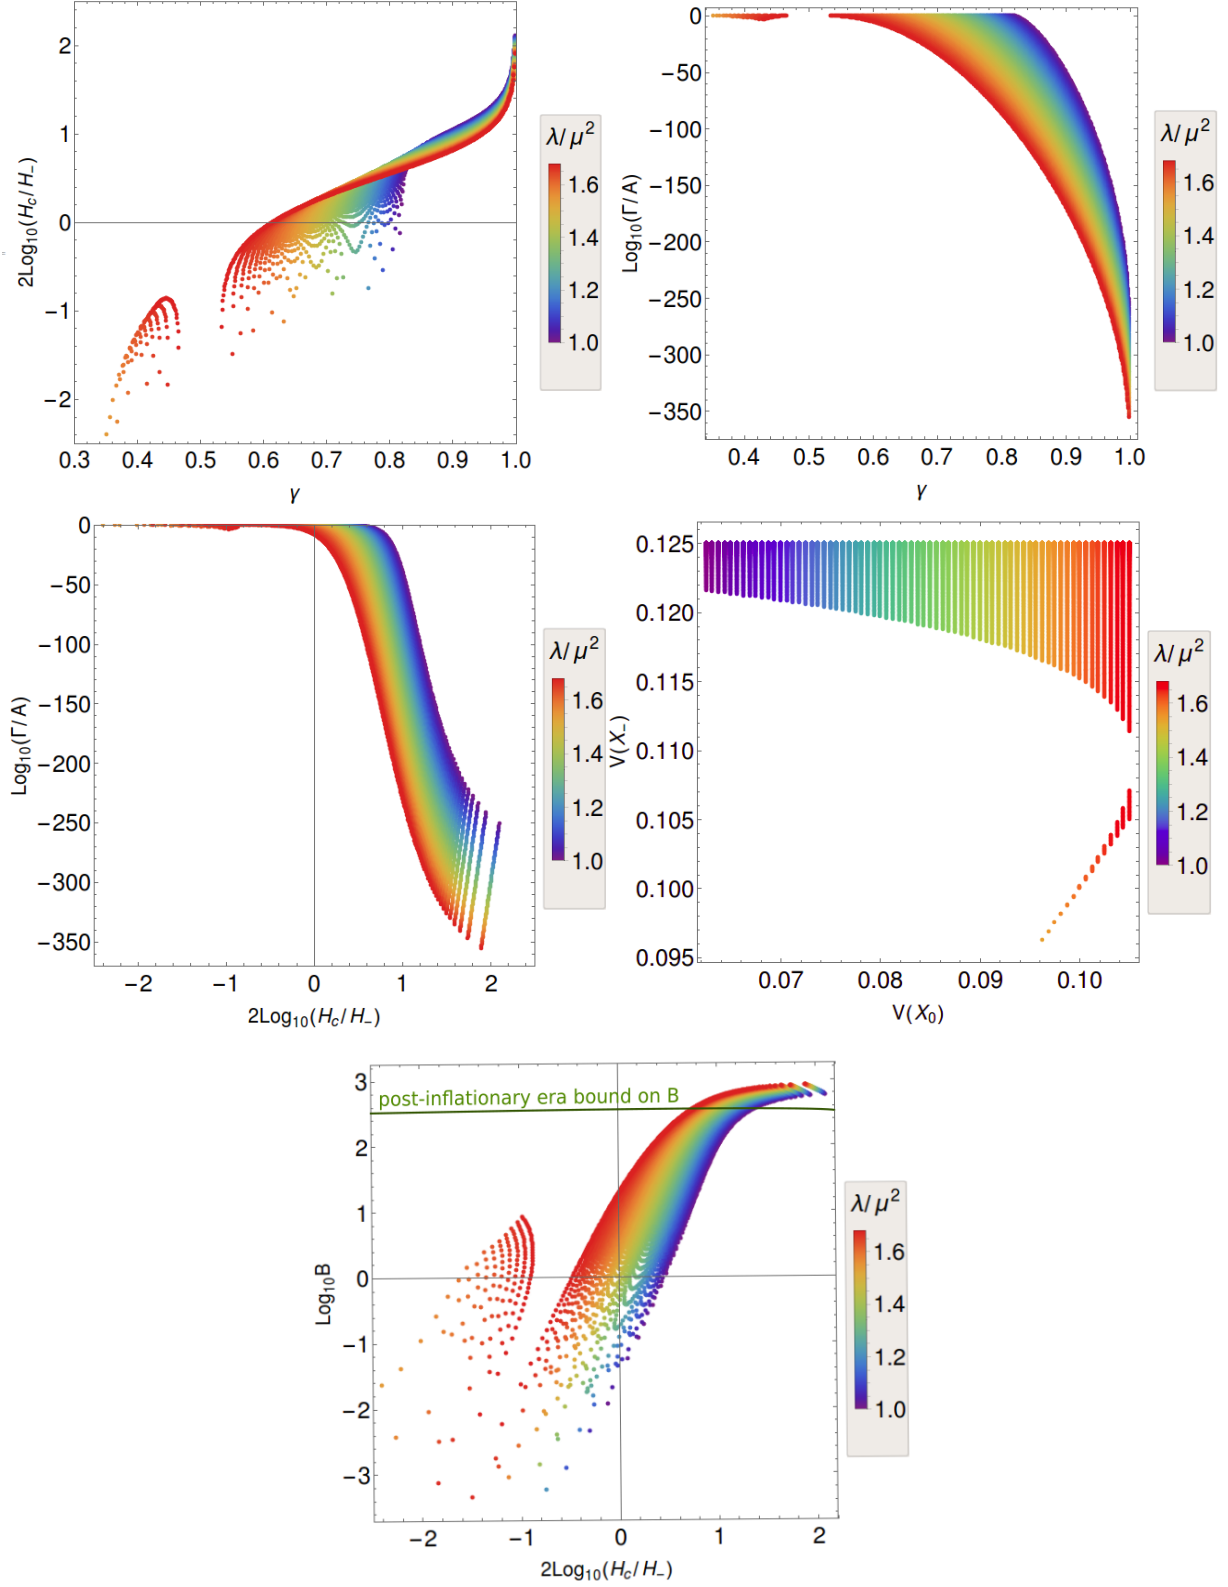 2
1
0
−1
−2
2Log10(Hc/H−)
0.3 0.4 0.5 0.6 0.7 0.8 0.9 1.0
γ
λ/μ²
1.6
1.4
1.2
1.0
0
−50
−100
−150
−200
−250
−300
−350
Log10(Γ/A)
0.4 0.5 0.6 0.7 0.8 0.9 1.0
γ
λ/μ²
1.6
1.4
1.2
1.0
0
−50
−100
−150
−200
−250
−300
−350
Log10(Γ/A)
−2 −1 0 1 2
2Log10(Hc/H−)
λ/μ²
1.6
1.4
1.2
1.0
0.125
0.120
0.115
0.110
0.105
0.100
0.095
V(X−)
0.07 0.08 0.09 0.10
V(X0)
λ/μ²
1.6
1.4
1.2
1.0
3
2
1
0
−1
−2
−3
Log10B
post-inflationary era bound on B
−2 −1 0 1 2
2Log10(Hc/H−)
λ/μ²
1.6
1.4
1.2
1.0